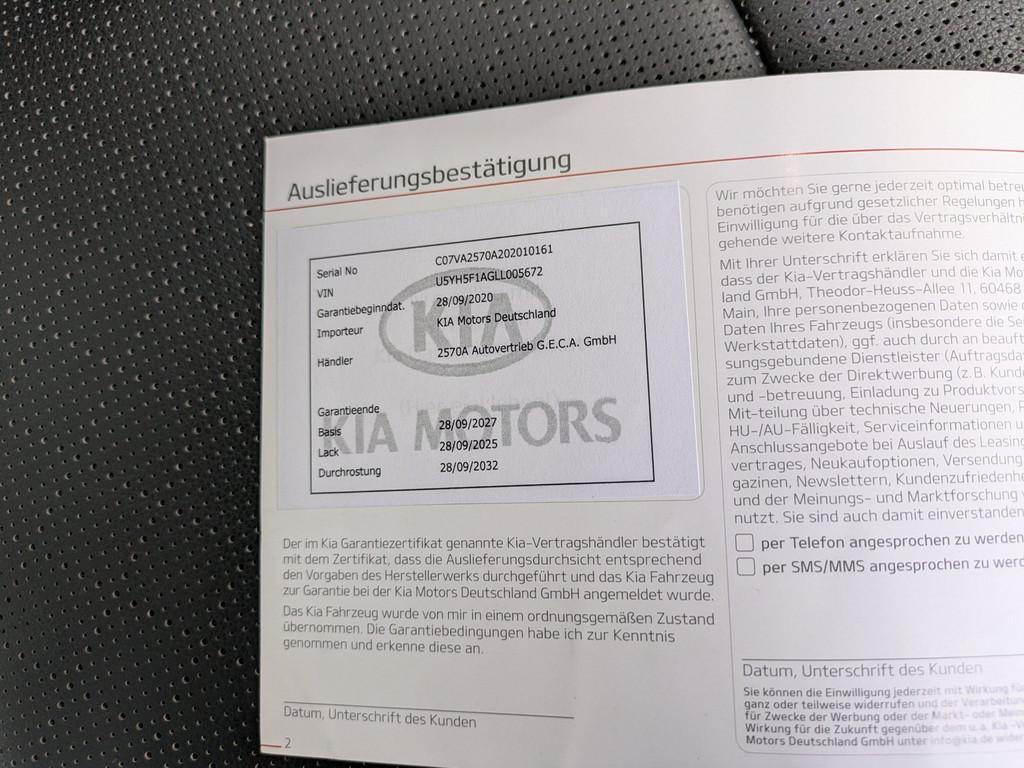 Auslieferungsbestätigung
Serial No C07VA2570A202010161
VIN U5YH5F1AGLL005672
Garantiebeginndat. 28/09/2020
Importeur KIA Motors Deutschland
Händler 2570A Autovertrieb G.E.C.A. GmbH
KIA
Garantieende
Basis 28/09/2027
Lack 28/09/2025
Durchrostung 28/09/2032
KIA MOTORS
Der im Kia Garantiezertifikat genannte Kia-Vertragshändler bestätigt
mit dem Zertifikat, dass die Auslieferungsdurchsicht entsprechend
den Vorgaben des Herstellerwerks durchgeführt und das Kia Fahrzeug
zur Garantie bei der Kia Motors Deutschland GmbH angemeldet wurde.
Das Kia Fahrzeug wurde von mir in einem ordnungsgemäßen Zustand
übernommen. Die Garantiebedingungen habe ich zur Kenntnis
genommen und erkenne diese an.
Datum, Unterschrift des Kunden
2
Wir möchten Sie gerne jederzeit optimal
benötigen aufgrund gesetzlicher Regelungen
Einwilligung für die über das
gehende weitere Kontaktaufnahme.
Mit Ihrer Unterschrift erklären Sie sich damit
dass der Kia-Vertragshändler und die Kia
land GmbH, Theodor-Heuss-Allee 11, 60468
Main, Ihre personenbezogenen Daten sowie
Daten Ihres Fahrzeugs (insbesondere die
Werkstattdaten), ggf. auch durch an
sungsgebundene Dienstleister
zum Zwecke der Direktwerbung (z.B.
und -betreuung, Einladung zu
Mit-teilung über technische Neuerungen,
HU-/AU-Fälligkeit, Serviceinformationen
Anschlussangebote bei Auslauf des
vertrages, Neukaufoptionen, Versendung
gazinen, Newslettern,
und der Meinungs- und Marktforschung
nutzt. Sie sind auch damit einverstanden
per Telefon angesprochen zu werden
per SMS/MMS angesprochen zu
Datum, Unterschrift des Kunden
Sie können die Einwilligung jederzeit mit Wirkung
ganz oder teilweise widerrufen und der
für Zwecke der Werbung oder der Markt- oder
Wirkung für die Zukunft gegenüber dem u. a. Kia
Motors Deutschland GmbH unter info@kia.de